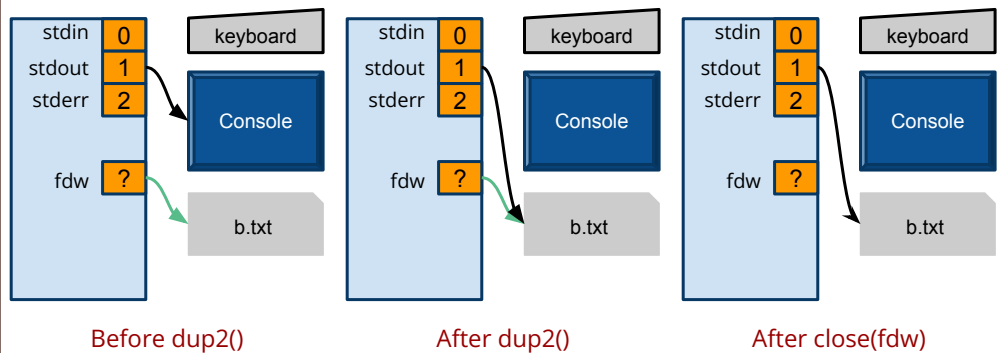 stdin 0 keyboard
stdout 1
stderr 2
Console
fdw ?
b.txt
Before dup2()
stdin 0 keyboard
stdout 1
stderr 2
Console
fdw ?
b.txt
After dup2()
stdin 0 keyboard
stdout 1
stderr 2
Console
fdw ?
b.txt
After close(fdw)